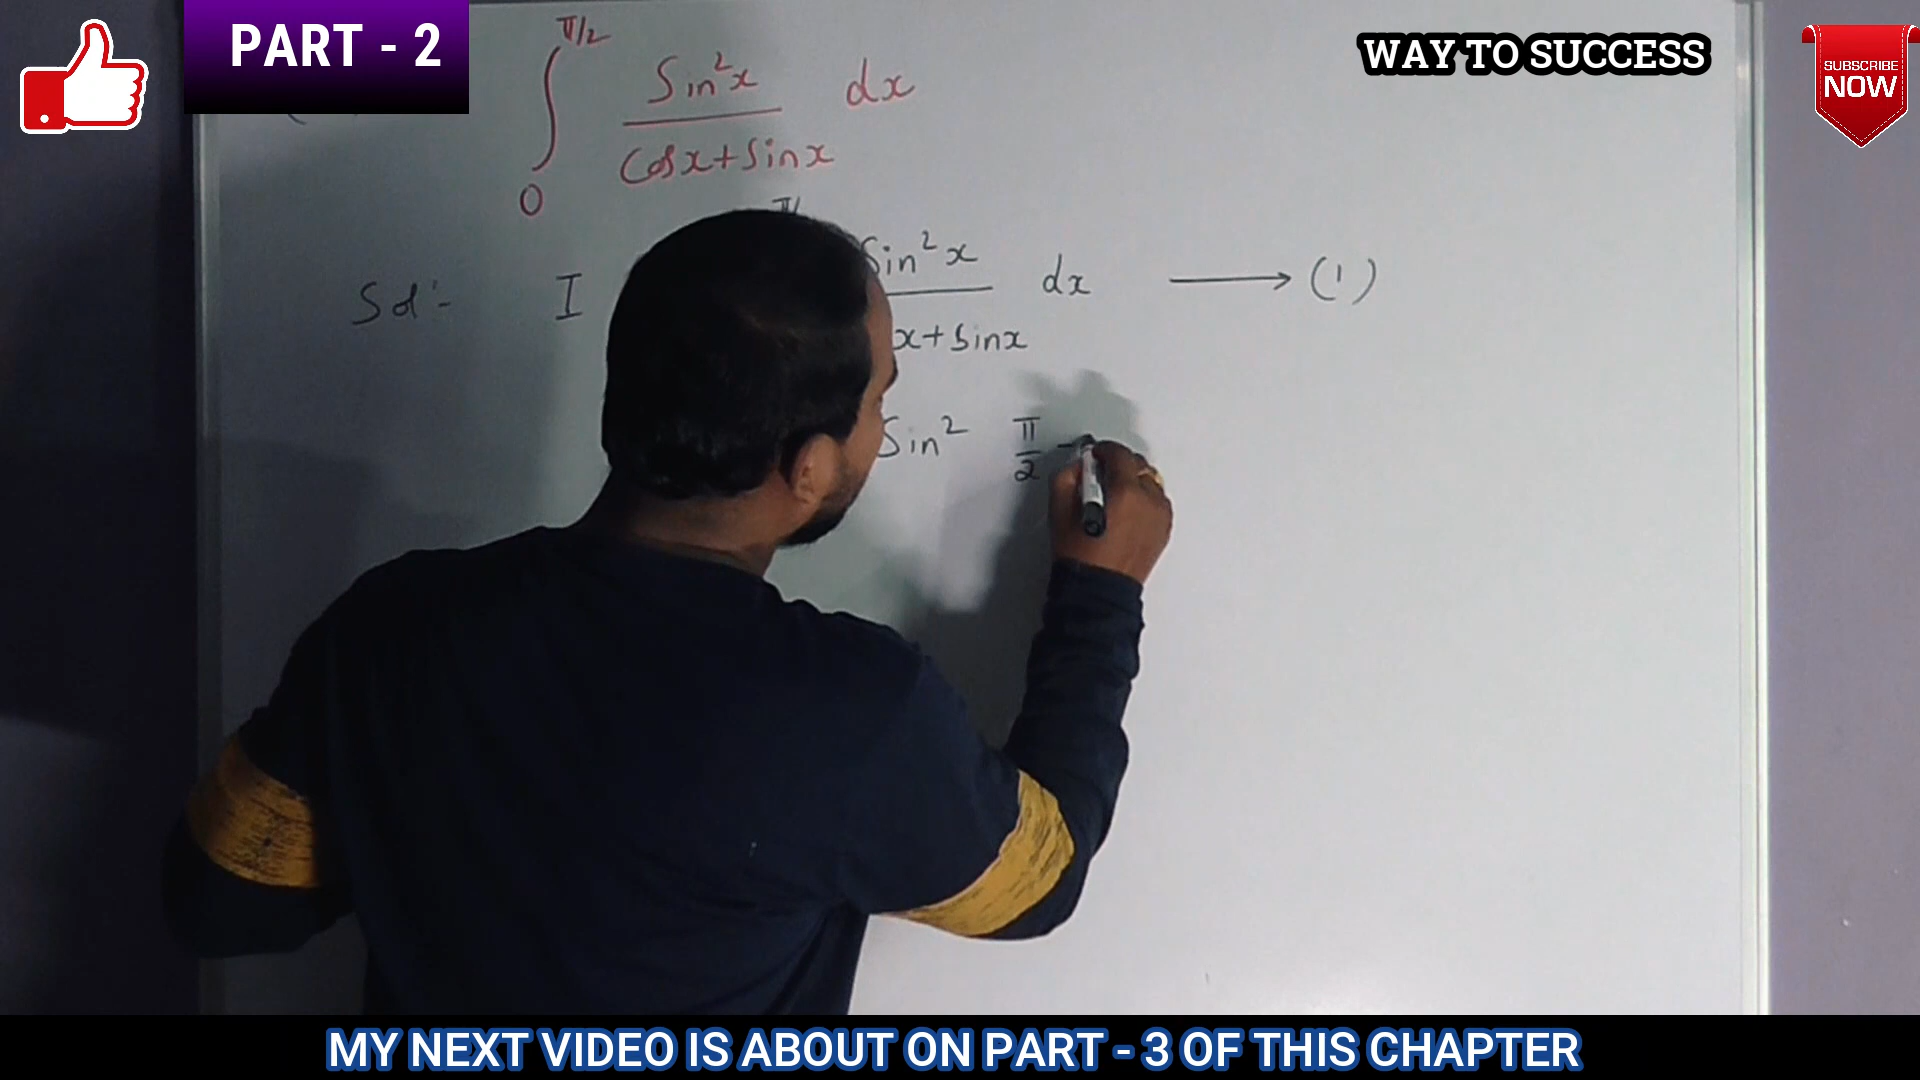 PART - 2
WAY TO SUCCESS
SUBSCRIBE
NOW
π/2
∫ Sin²x dx
cosx+sinx
0
π/
Sol:- I Sin²x dx ⟶ (1)
x+sinx
Sin² π/2 -
MY NEXT VIDEO IS ABOUT ON PART - 3 OF THIS CHAPTER